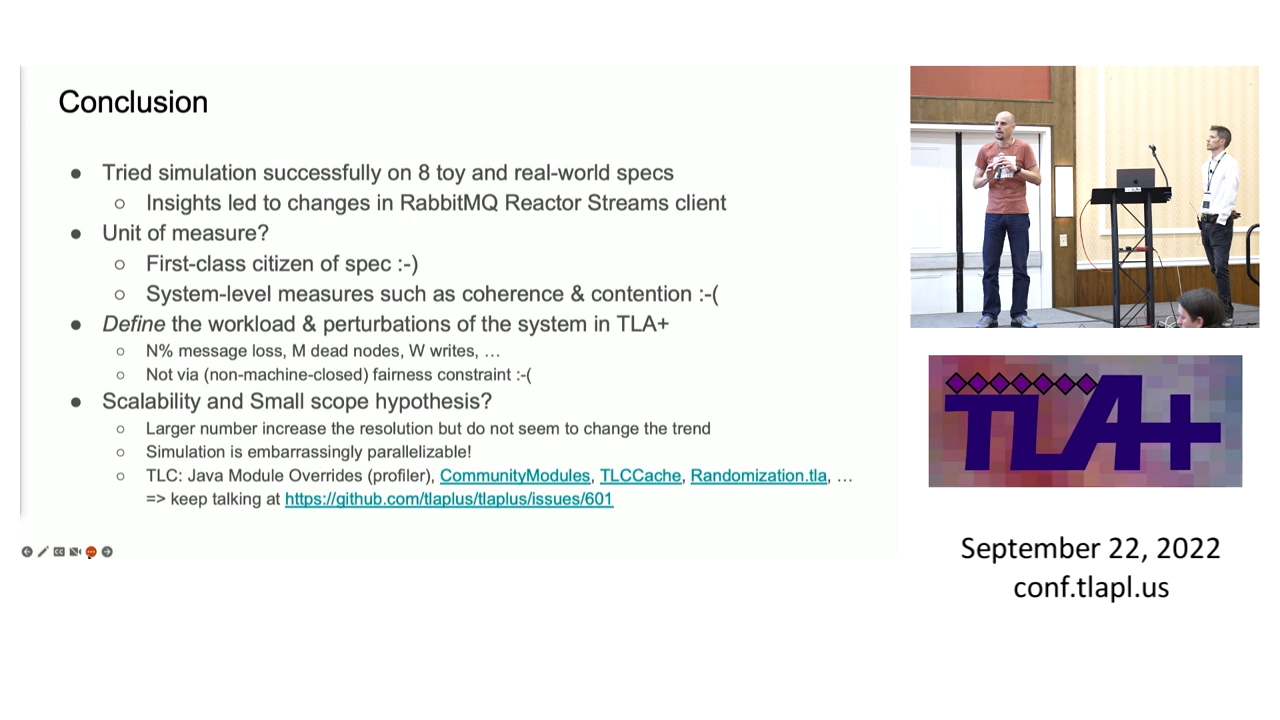 Conclusion
Tried simulation successfully on 8 toy and real-world specs
Insights led to changes in RabbitMQ Reactor Streams client
Unit of measure?
First-class citizen of spec :-)
System-level measures such as coherence & contention :-(
Define the workload & perturbations of the system in TLA+
N% message loss, M dead nodes, W writes, …
Not via (non-machine-closed) fairness constraint :-(
Scalability and Small scope hypothesis?
Larger number increase the resolution but do not seem to change the trend
Simulation is embarrassingly parallelizable!
TLC: Java Module Overrides (profiler), CommunityModules, TLCCache, Randomization.tla, …
=> keep talking at https://github.com/tlaplus/tlaplus/issues/601
TLA+
September 22, 2022
conf.tlapl.us